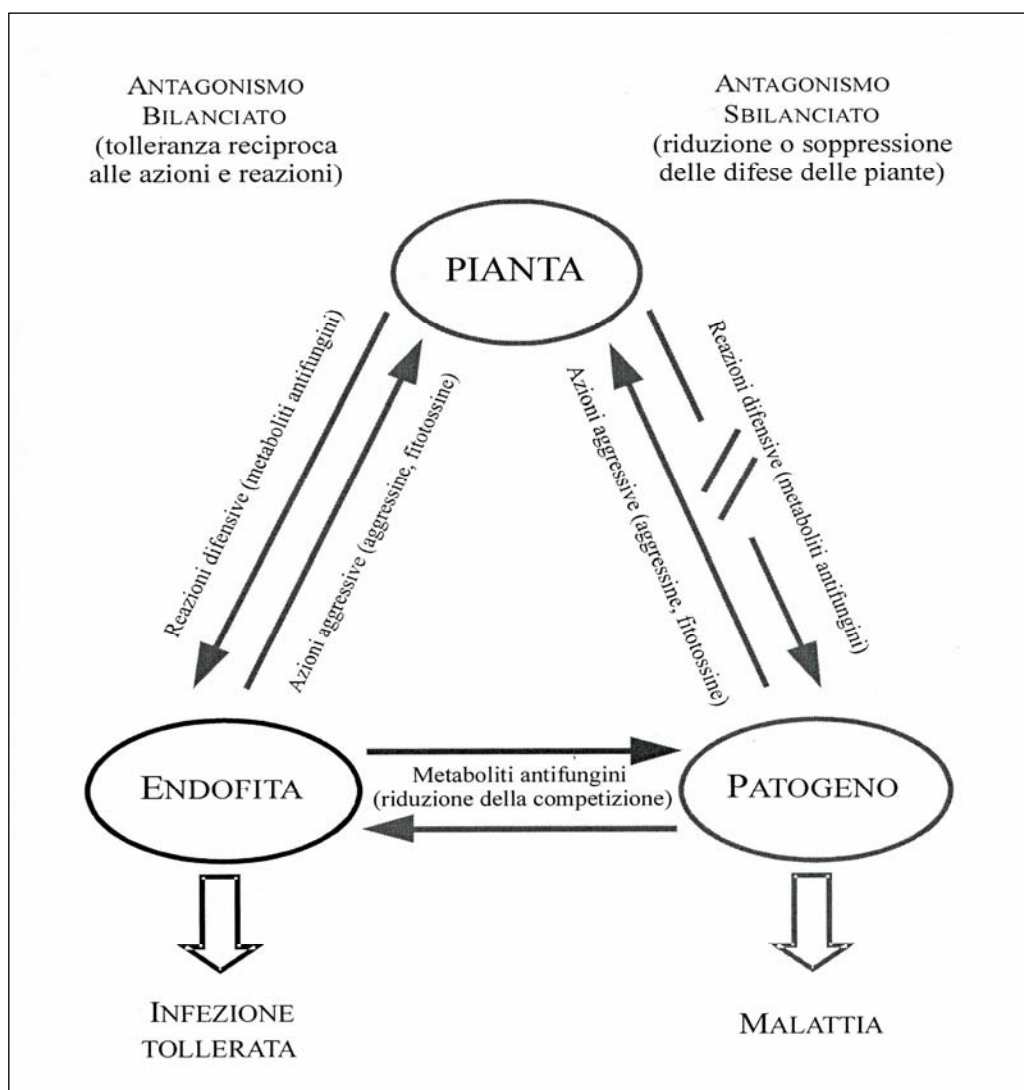 ANTAGONISMO
BILANCIATO
(tolleranza reciproca
alle azioni e reazioni)
ANTAGONISMO
SBILANCIATO
(riduzione o soppressione
delle difese delle piante)
PIANTA
Reazioni difensive (metaboliti antifungini)
Azioni aggressive (aggressine, fitotossine)
Azioni aggressive (aggressine, fitotossine)
Reazioni difensive (metaboliti antifungini)
ENDOFITA
Metaboliti antifungini
(riduzione della competizione)
PATOGENO
INFEZIONE
TOLLERATA
MALATTIA